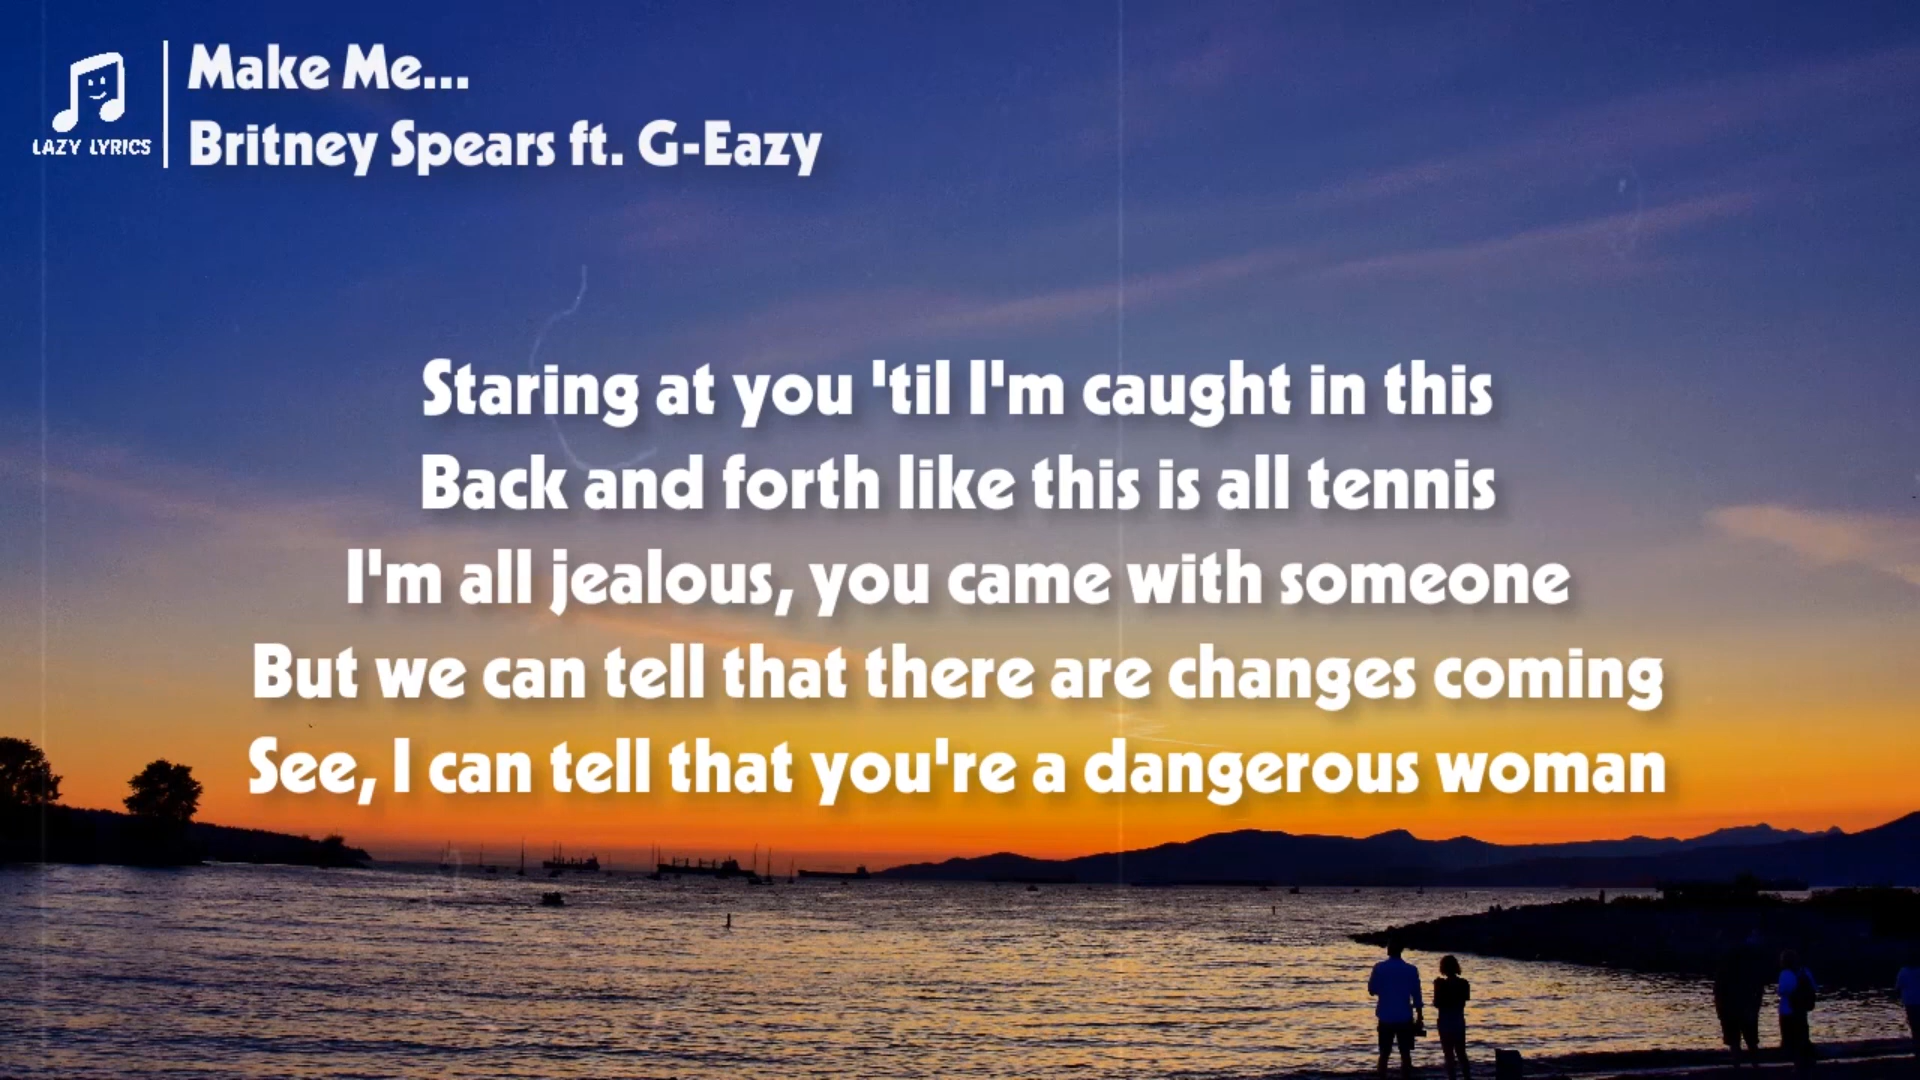 LAZY LYRICS
Make Me...
Britney Spears ft. G-Eazy
Staring at you 'til I'm caught in this
Back and forth like this is all tennis
I'm all jealous, you came with someone
But we can tell that there are changes coming
See, I can tell that you're a dangerous woman